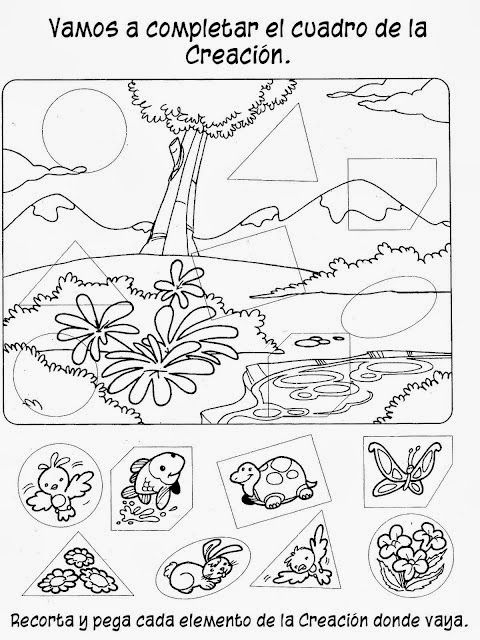 Vamos a completar el cuadro de la
Creación.
Recorta y pega cada elemento de la Creación donde vaya.